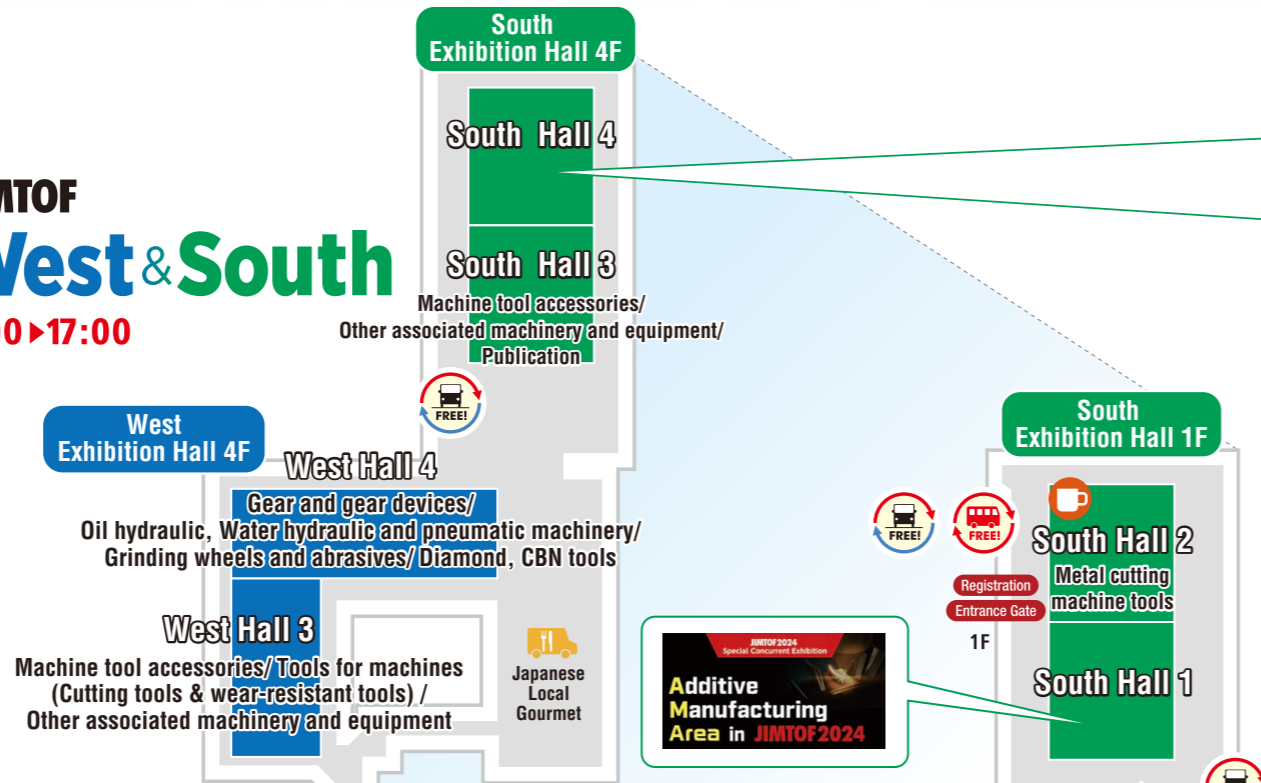 South
Exhibition Hall 4F
South Hall 4
MTOF
West & South
South Hall 3
Machine tool accessories/
Other associated machinery and equipment/
Publication
00▶17:00
FREE!
West
Exhibition Hall 4F
West Hall 4
Gear and gear devices/
Oil hydraulic, Water hydraulic and pneumatic machinery/
Grinding wheels and abrasives/ Diamond, CBN tools
West Hall 3
Machine tool accessories/ Tools for machines
(Cutting tools & wear-resistant tools) /
Other associated machinery and equipment
Japanese
Local
Gourmet
JIMTOF2024
Special Concurrent Exhibition
Additive
Manufacturing
Area in JIMTOF2024
South
Exhibition Hall 1F
FREE!
FREE!
South Hall 2
Metal cutting
machine tools
Registration
Entrance Gate
1F
South Hall 1